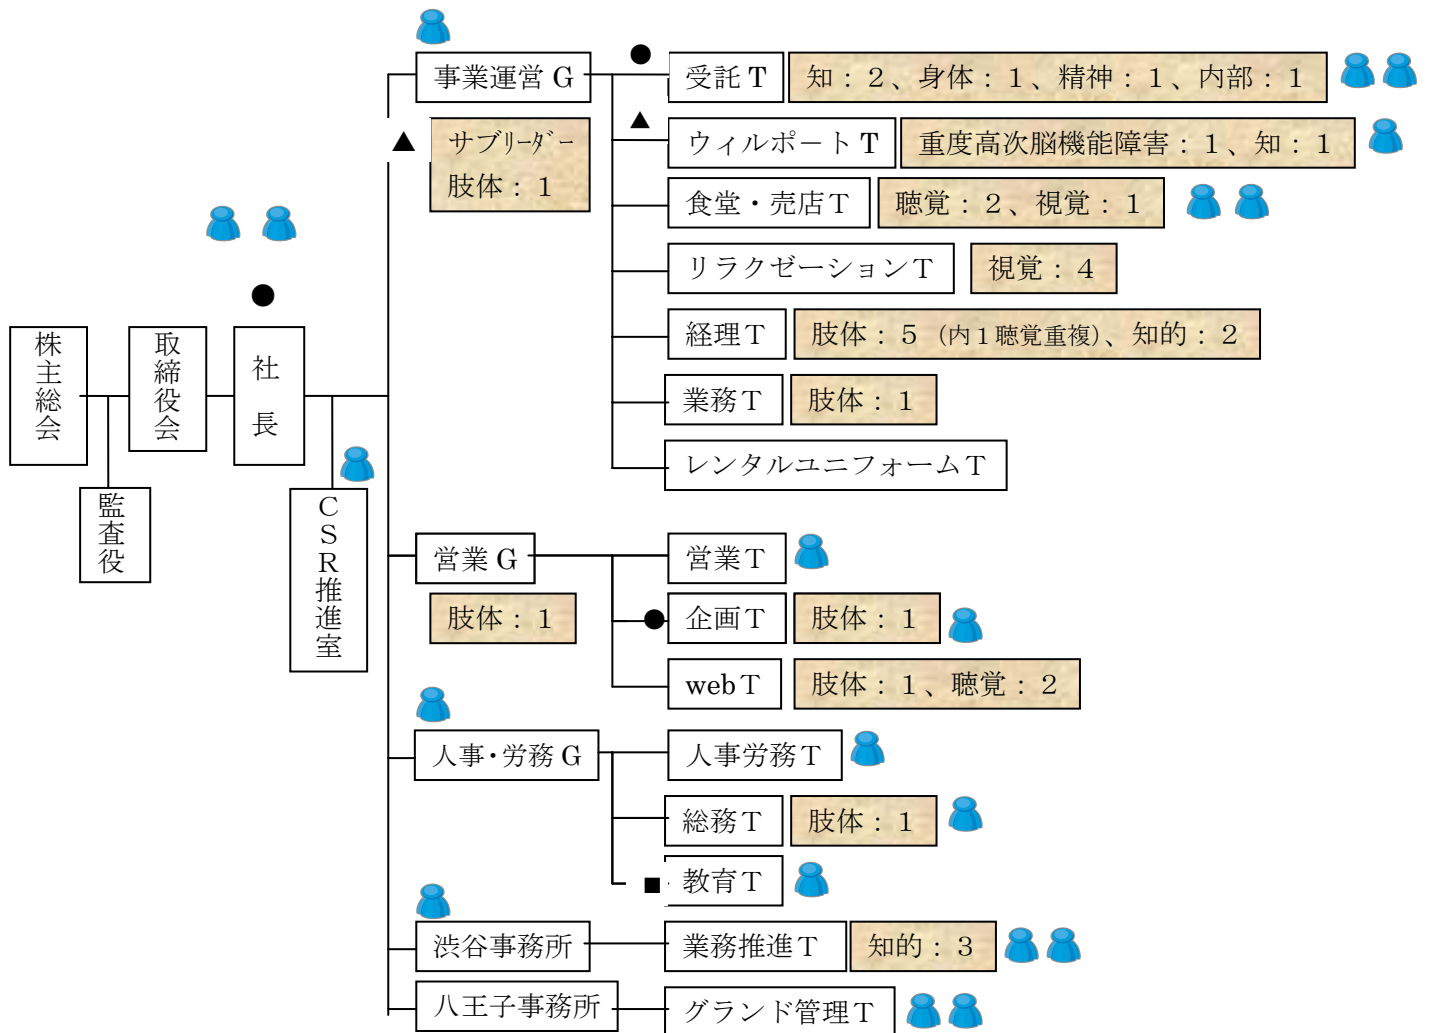 事業運営 G
●
受託 T
知：２、身体：１、精神：１、内部：１
▲
サブリーダー
肢体：１
▲
ウィルポート T
重度高次脳機能障害：１、知：１
食堂・売店Ｔ
聴覚：２、視覚：１
リラクゼーションＴ
視覚：４
●
株主総会
取締役会
社長
経理Ｔ
肢体：５（内１聴覚重複）、知的：２
業務Ｔ
肢体：１
レンタルユニフォームＴ
監査役
ＣＳＲ推進室
営業 G
肢体：１
営業Ｔ
●
企画Ｔ
肢体：１
webＴ
肢体：１、聴覚：２
人事・労務 G
人事労務Ｔ
総務Ｔ
肢体：１
■
教育Ｔ
渋谷事務所
業務推進Ｔ
知的：３
八王子事務所
グランド管理Ｔ